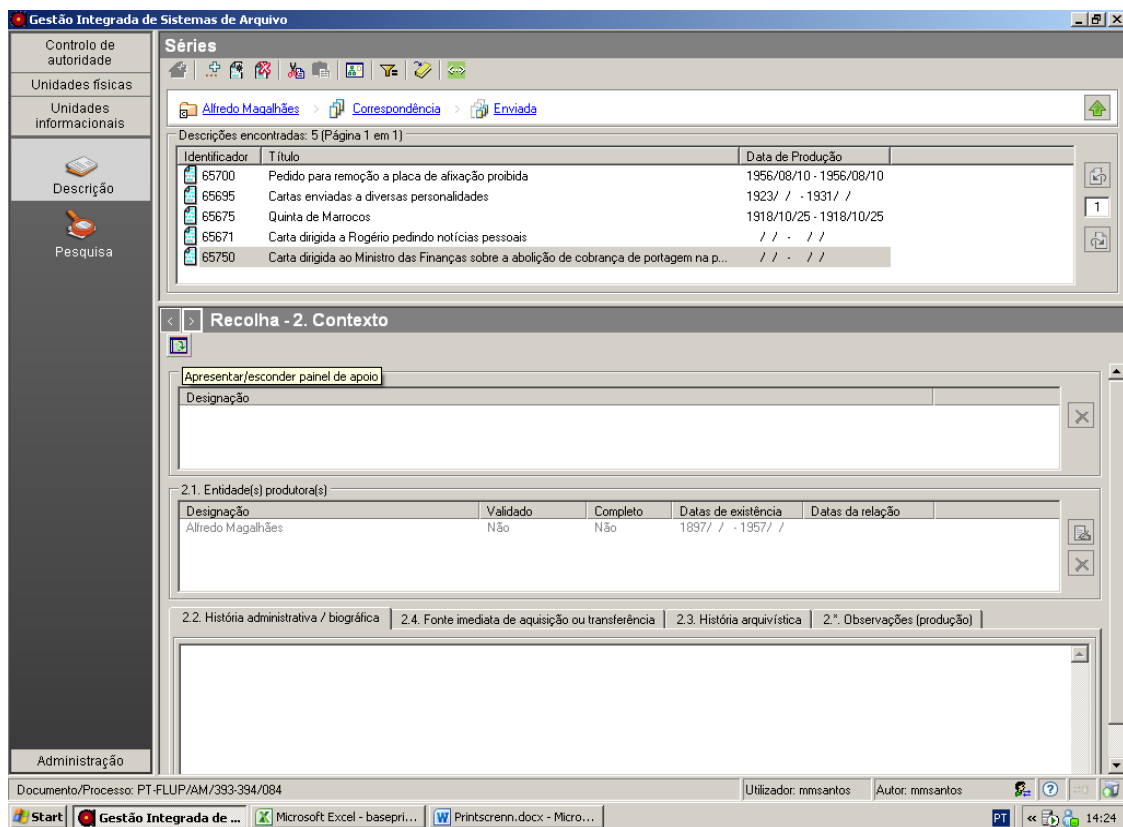 Gestão Integrada de Sistemas de Arquivo
Controlo de
autoridade
Unidades físicas
Unidades
informacionais
Descrição
Pesquisa
Administração
Séries
Alfredo Magalhães > Correspondência > Enviada
Descrições encontradas: 5 (Página 1 em 1)
Identificador Título Data de Produção
65700 Pedido para remoção a placa de afixação proibida 1956/08/10 - 1956/08/10
65695 Cartas enviadas a diversas personalidades 1923/ / - 1931/ /
65675 Quinta de Marrocos 1918/10/25 - 1918/10/25
65671 Carta dirigida a Rogério pedindo notícias pessoais / / - / /
65750 Carta dirigida ao Ministro das Finanças sobre a abolição de cobrança de portagem na p... / / - / /
1
< > Recolha - 2. Contexto
Apresentar/esconder painel de apoio
Designação
2.1. Entidade(s) produtora(s)
Designação Validado Completo Datas de existência Datas da relação
Alfredo Magalhães Não Não 1897/ / - 1957/ /
2.2. História administrativa / biográfica 2.4. Fonte imediata de aquisição ou transferência 2.3. História arquivística 2.*. Observações (produção)
Documento/Processo: PT-FLUP/AM/393-394/084 Utilizador: mmsantos Autor: mmsantos
Start Gestão Integrada de ... Microsoft Excel - basepri... Printscrenn.docx - Micro... PT « 14:24